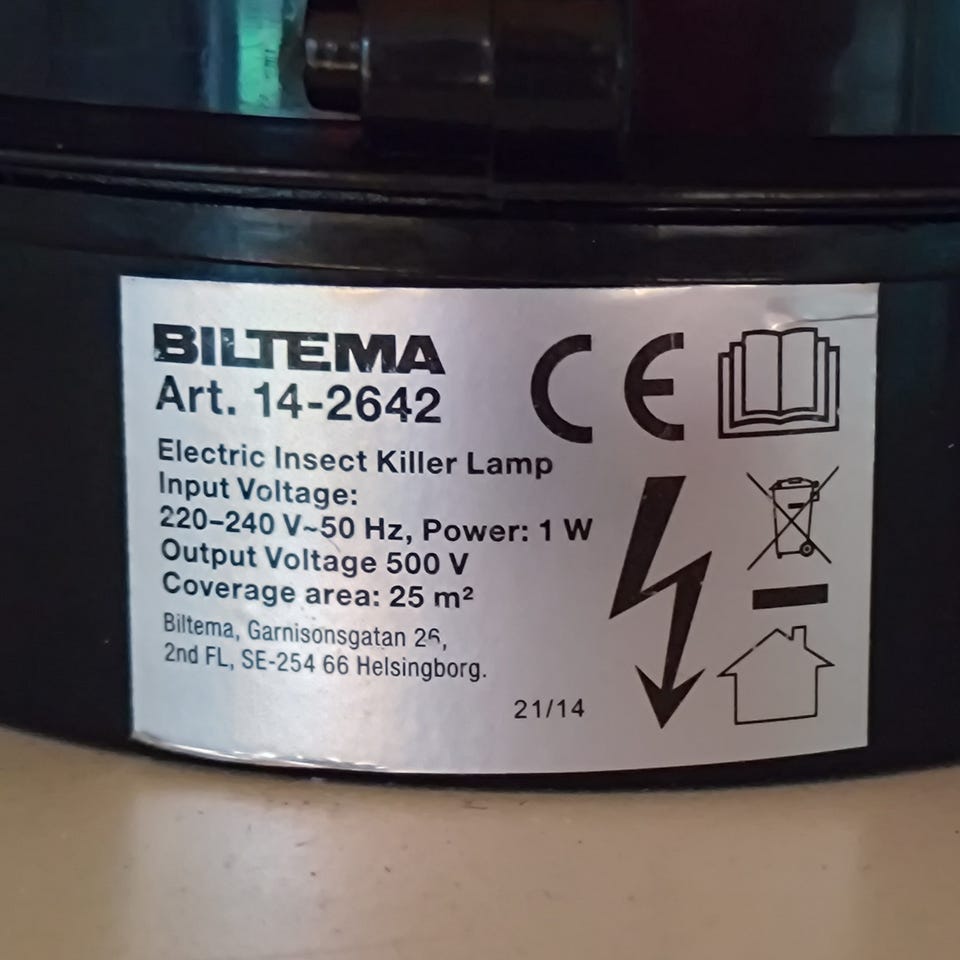 BILTEMA
Art. 14-2642
CE
Electric Insect Killer Lamp
Input Voltage:
220–240 V~50 Hz, Power: 1 W
Output Voltage 500 V
Coverage area: 25 m²
Biltema, Garnisonsgatan 26,
2nd FL, SE-254 66 Helsingborg.
21/14